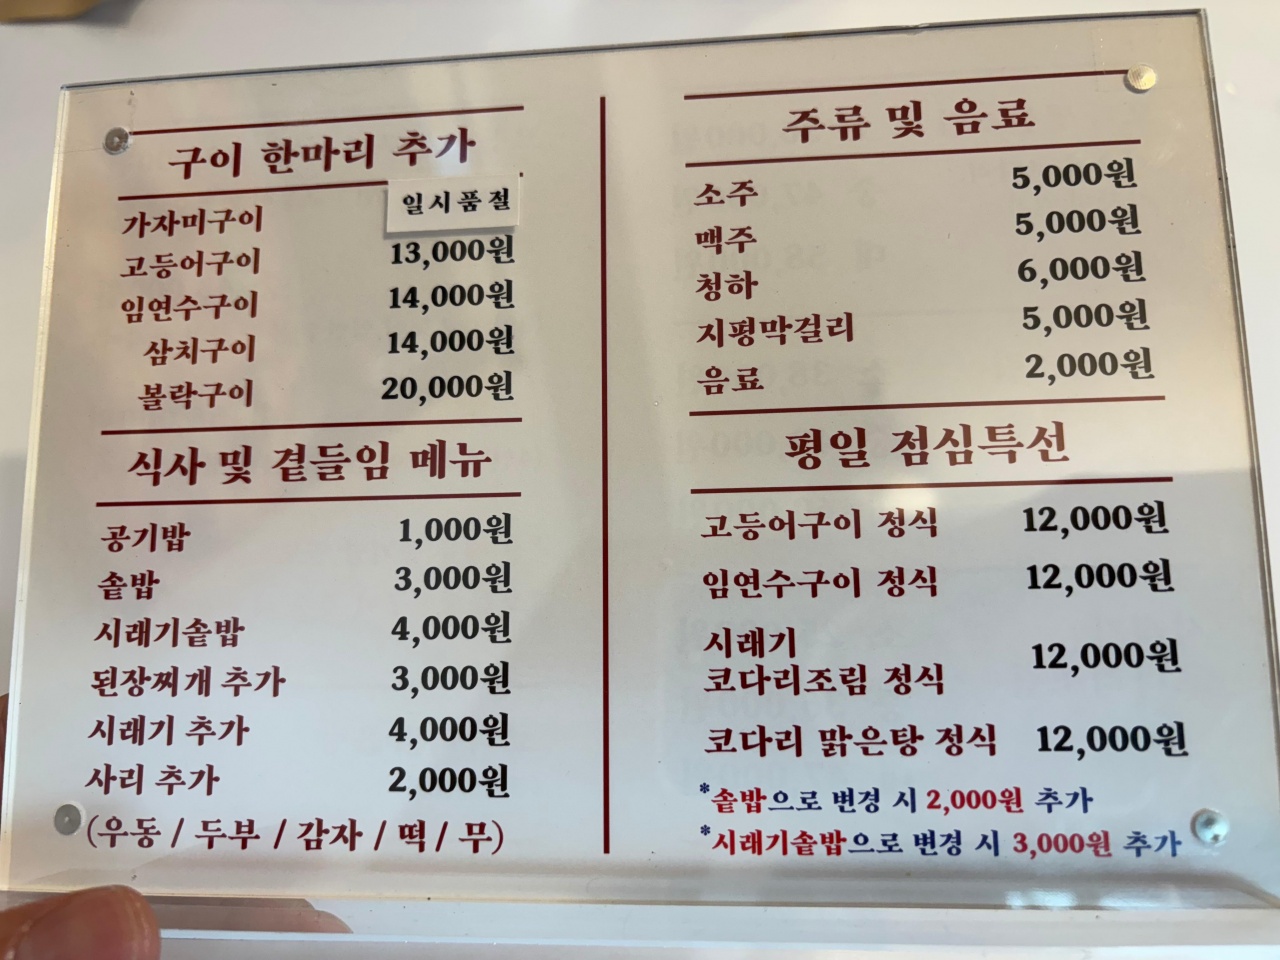 구이 한마리 추가
가자미구이 일시품절
고등어구이 13,000원
임연수구이 14,000원
삼치구이 14,000원
볼락구이 20,000원
식사 및 곁들임 메뉴
공기밥 1,000원
솥밥 3,000원
시래기솥밥 4,000원
된장찌개 추가 3,000원
시래기 추가 4,000원
사리 추가 2,000원
(우동 / 두부 / 감자 / 떡 / 무)
주류 및 음료
소주 5,000원
맥주 5,000원
청하 6,000원
지평막걸리 5,000원
음료 2,000원
평일 점심특선
고등어구이 정식 12,000원
임연수구이 정식 12,000원
시래기
코다리조림 정식 12,000원
코다리 맑은탕 정식 12,000원
*솥밥으로 변경 시 2,000원 추가
*시래기솥밥으로 변경 시 3,000원 추가